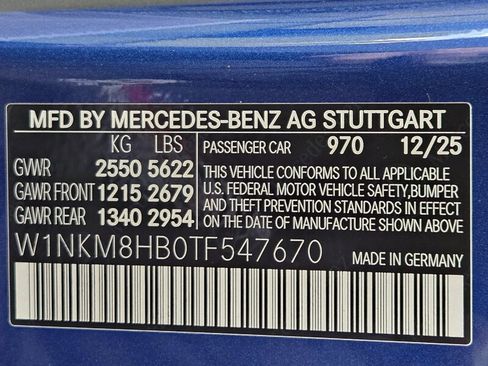 MFD BY MERCEDES-BENZ AG STUTTGART
KG LBS
PASSENGER CAR 970 12/25
GVWR 2550 5622
GAWR FRONT 1215 2679
GAWR REAR 1340 2954
THIS VEHICLE CONFORMS TO ALL APPLICABLE
U.S. FEDERAL MOTOR VEHICLE SAFETY,BUMPER
AND THEFT PREVENTION STANDARDS IN EFFECT ON
THE DATE OF MANUFACTURE SHOWN ABOVE
W1NKM8HB0TF547670
MADE IN GERMANY